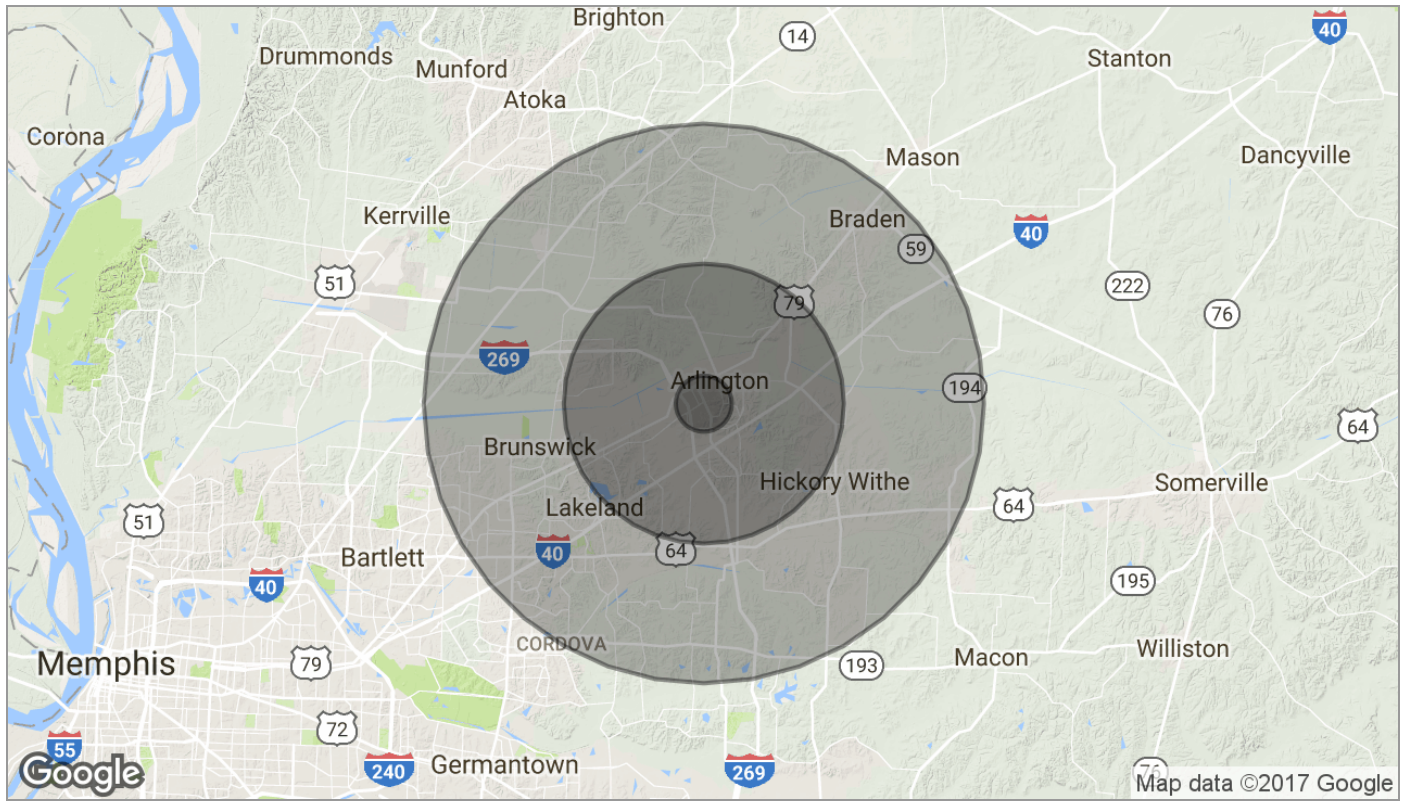 Brighton
40
14
Drummonds
Stanton
Munford
Atoka
Corona
Mason
Dancyville
Kerrville
Braden
40
59
51
222
79
76
269
Arlington
194
64
Brunswick
Hickory Withe
Somerville
Lakeland
64
51
40
64
Bartlett
40
195
CORDOVA
Williston
Macon
Memphis
79
193
72
55
Germantown
240
269
76
Google
Map data ©2017 Google